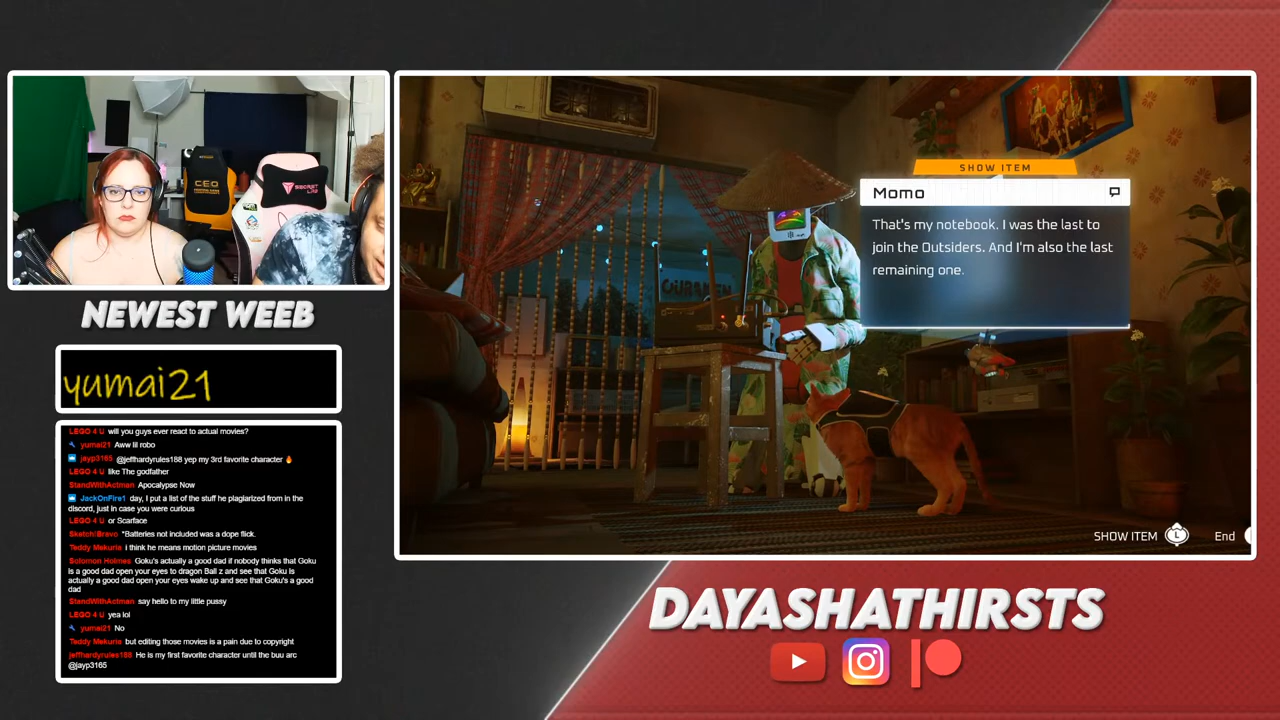 CEO
SECRET LAB
NEWEST WEEB
yumai21
LEGO 4 U will you guys ever react to actual movies?
yumai21 Aww lil robo
jayp3165 @jeffhardyrules188 yep my 3rd favorite character 🔥
LEGO 4 U like The godfather
StandWithActman Apocalypse Now
JackOnFire1 day, I put a list of the stuff he plagiarized from in the
discord, just in case you were curious
LEGO 4 U or Scarface
Sketch!Bravo *Batteries not included was a dope flick.
Teddy Mekuria i think he means motion picture movies
Solomon Holmes Goku's actually a good dad if nobody thinks that Goku
is a good dad open your eyes to dragon Ball z and see that Goku is
actually a good dad open your eyes wake up and see that Goku's a good
dad
StandWithActman say hello to my little pussy
LEGO 4 U yea lol
yumai21 No
Teddy Mekuria but editing those movies is a pain due to copyright
jeffhardyrules188 He is my first favorite character until the buu arc
@jayp3165
SHOW ITEM
Momo
That's my notebook. I was the last to
join the Outsiders. And I'm also the last
remaining one.
SHOW ITEM L End
DAYASHATHIRSTS